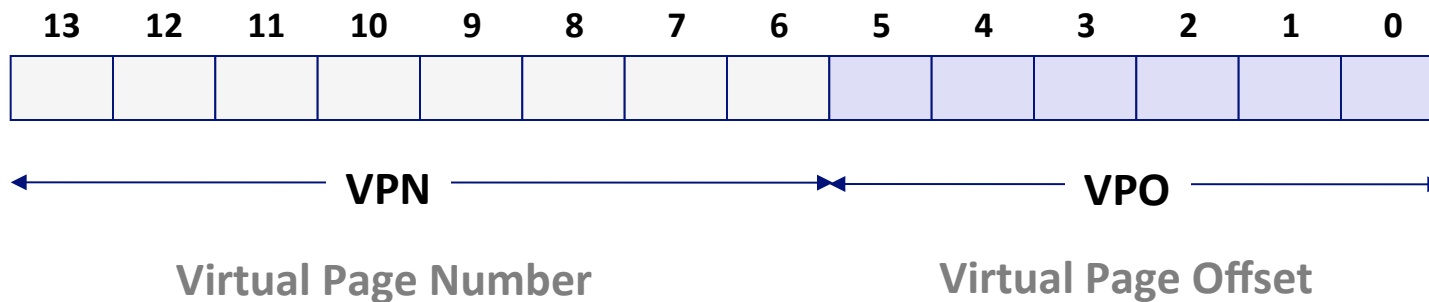 13 12 11 10 9 8 7 6 5 4 3 2 1 0
VPN VPO
Virtual Page Number Virtual Page Offset